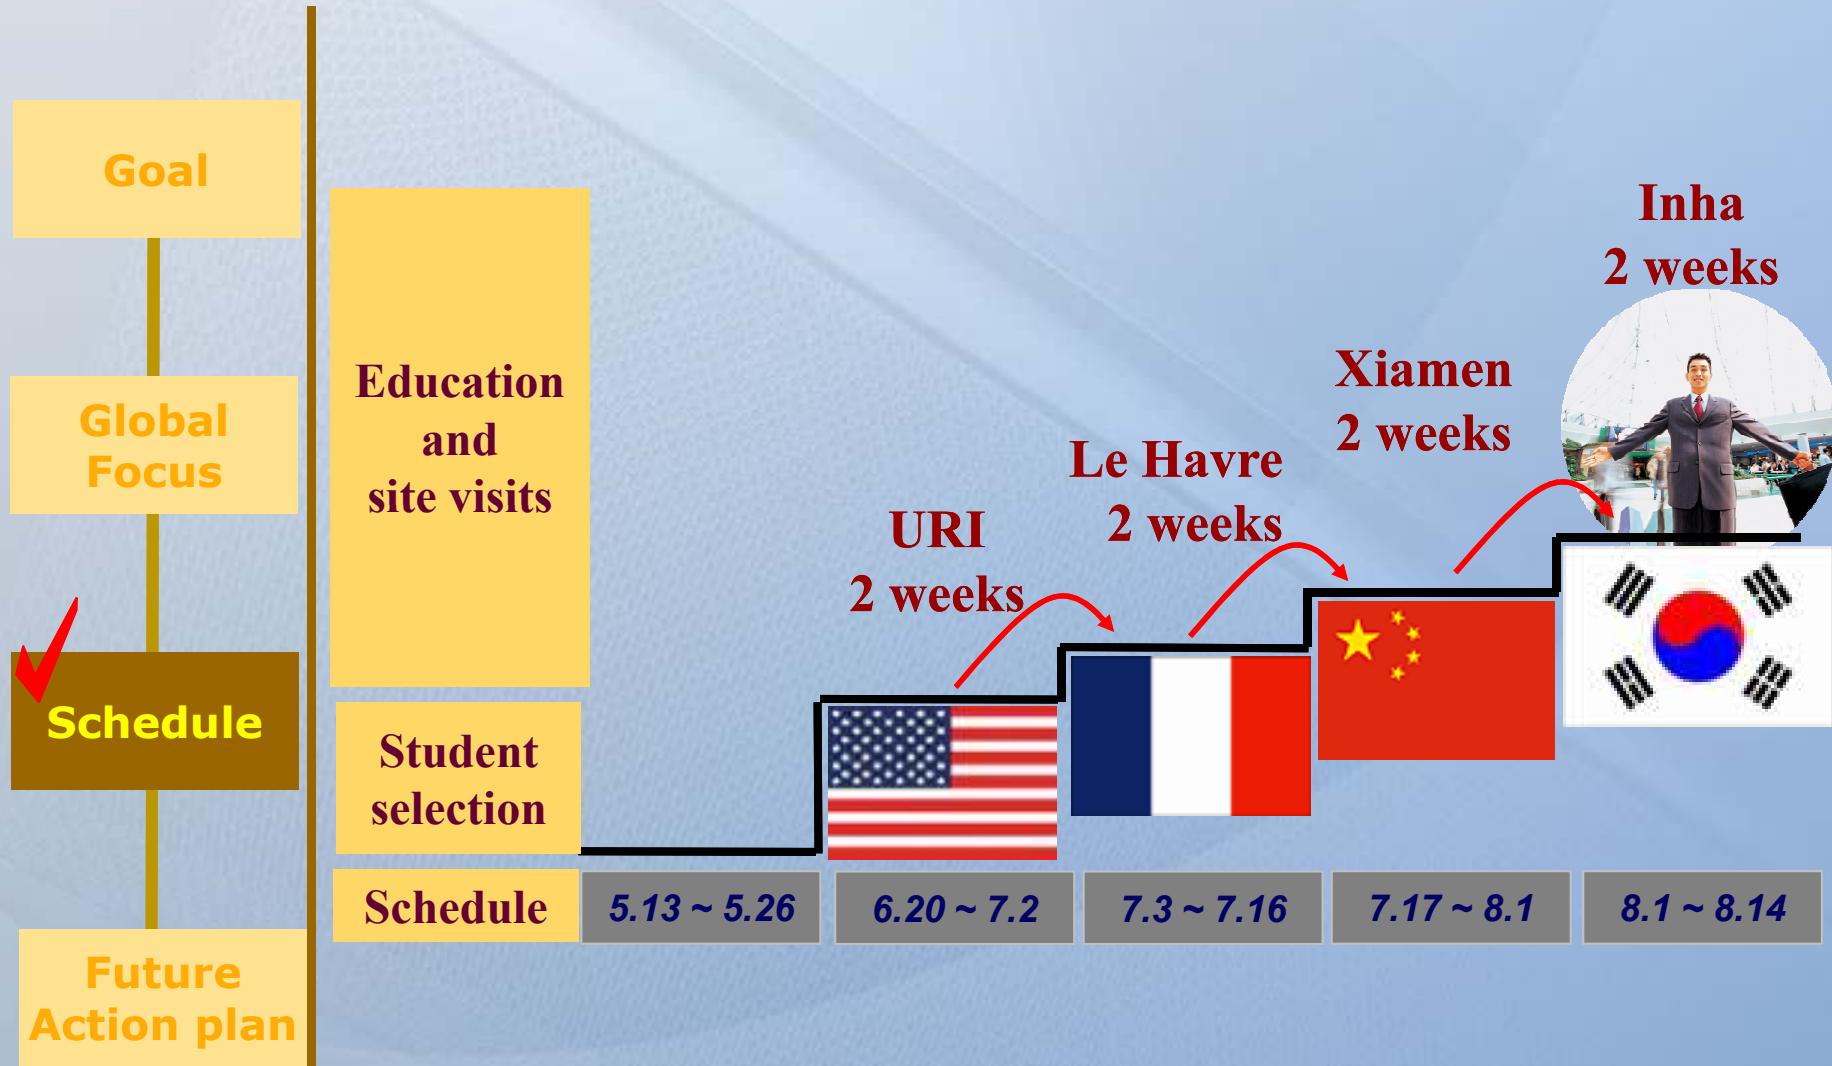 Goal
Global
Focus
Schedule
Future
Action plan
Education
and
site visits
Student
selection
Schedule
URI
2 weeks
Le Havre
2 weeks
Xiamen
2 weeks
Inha
2 weeks
5.13 ~ 5.26
6.20 ~ 7.2
7.3 ~ 7.16
7.17 ~ 8.1
8.1 ~ 8.14